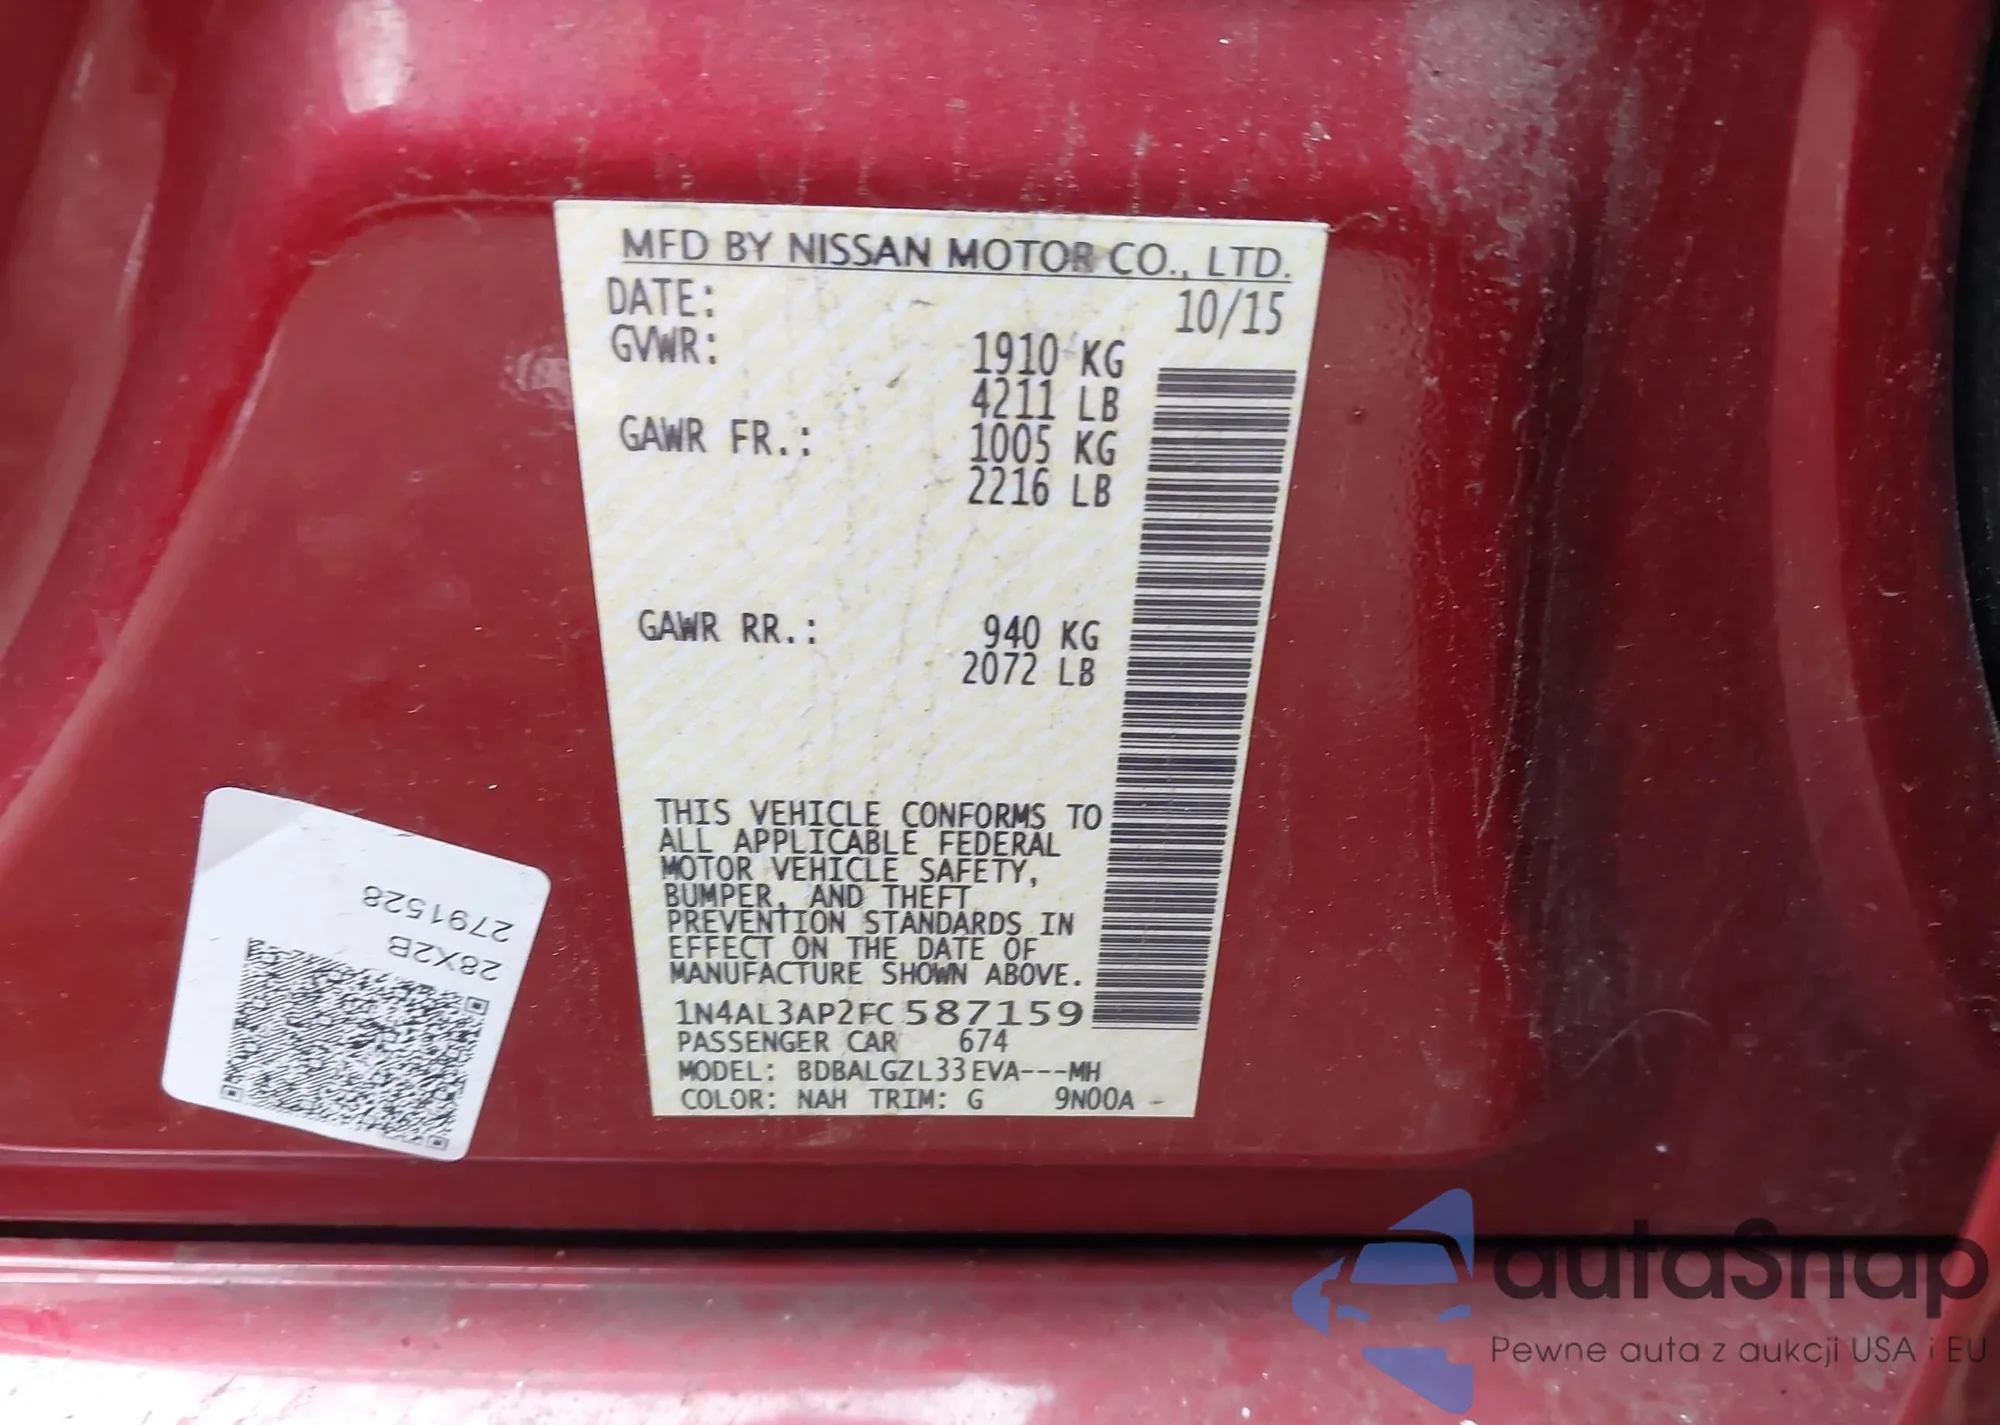 MFD BY NISSAN MOTOR CO., LTD.
DATE: 10/15
GVWR: 1910 KG
4211 LB
GAWR FR.: 1005 KG
2216 LB
GAWR RR.: 940 KG
2072 LB
THIS VEHICLE CONFORMS TO
ALL APPLICABLE FEDERAL
MOTOR VEHICLE SAFETY,
BUMPER, AND THEFT
PREVENTION STANDARDS IN
EFFECT ON THE DATE OF
MANUFACTURE SHOWN ABOVE.
1N4AL3AP2FC587159
PASSENGER CAR 674
MODEL: BDBALGZL33EVA---MH
COLOR: NAH TRIM: G 9N00A -
28X2B
2791528
autaSnap
Pewne auta z aukcji USA i EU